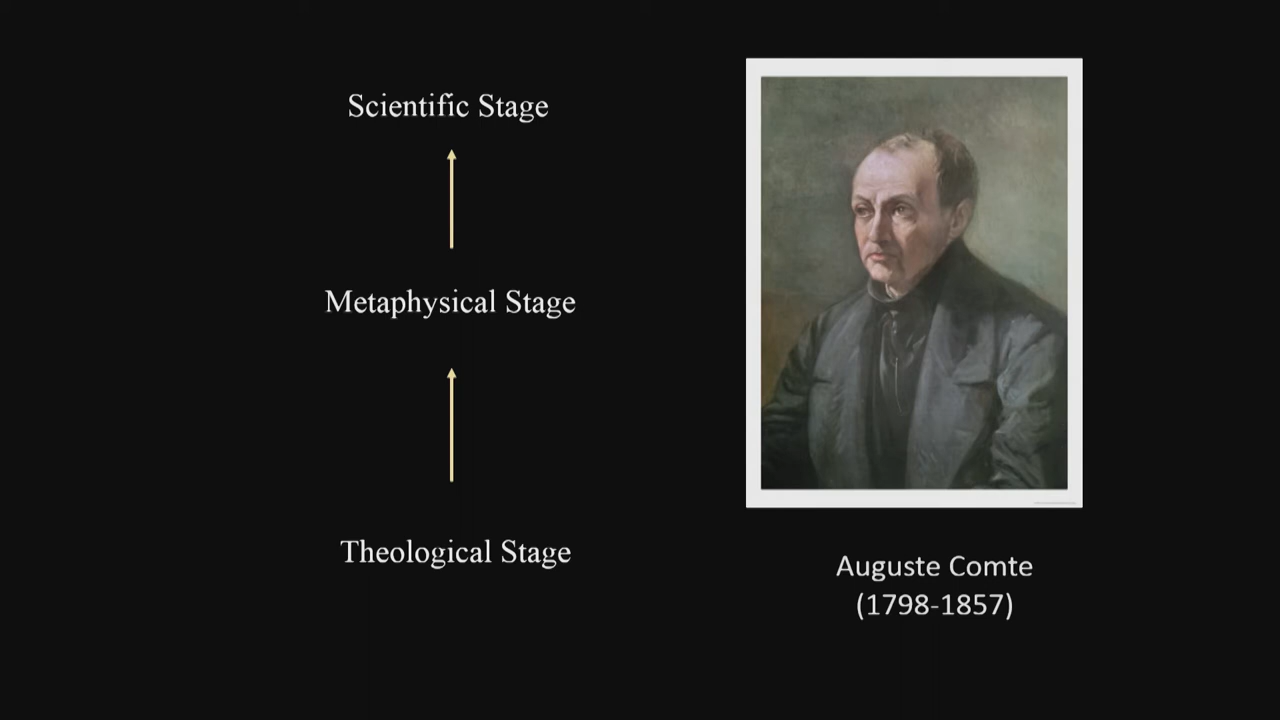 Scientific Stage
Metaphysical Stage
Theological Stage
Auguste Comte
(1798-1857)